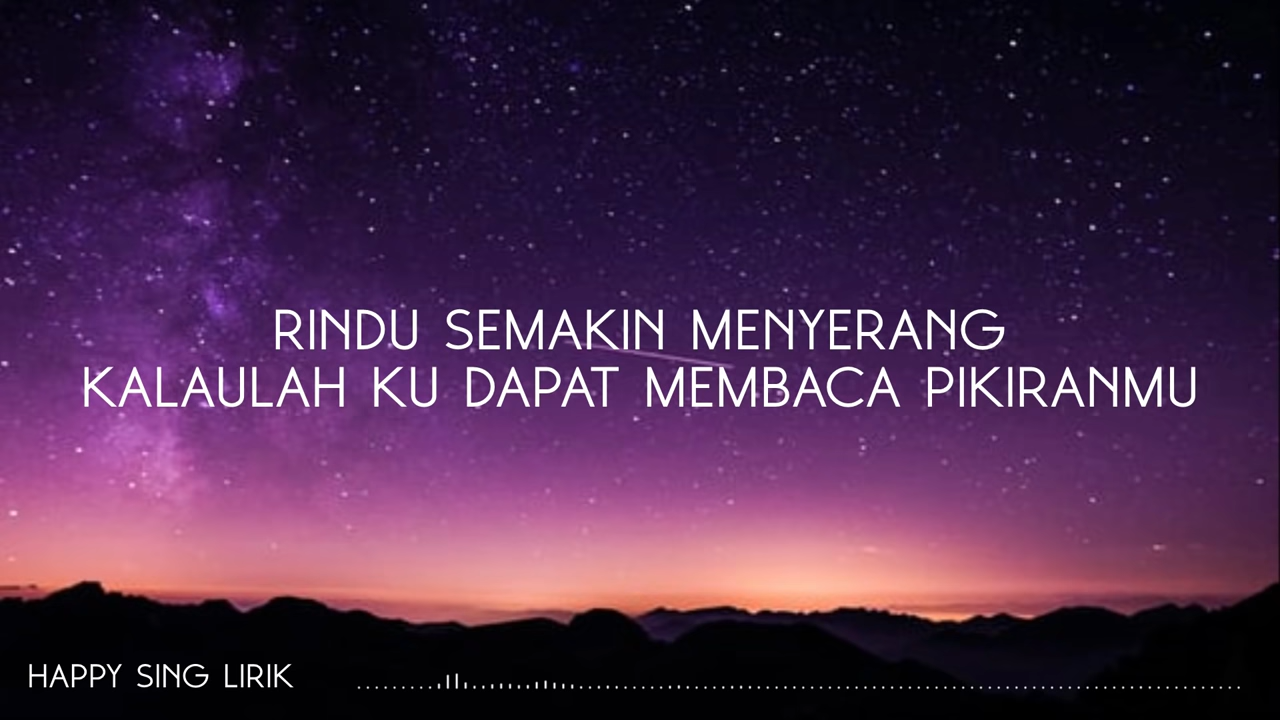 RINDU SEMAKIN MENYERANG
KALAULAH KU DAPAT MEMBACA PIKIRANMU
HAPPY SING LIRIK